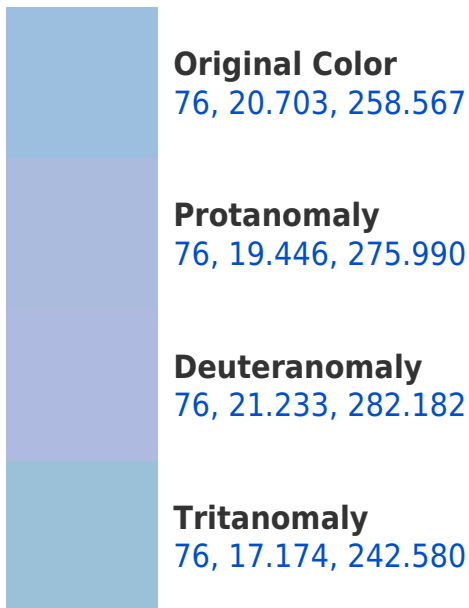 Original Color
76, 20.703, 258.567
Protanomaly
76, 19.446, 275.990
Deuteranomaly
76, 21.233, 282.182
Tritanomaly
76, 17.174, 242.580